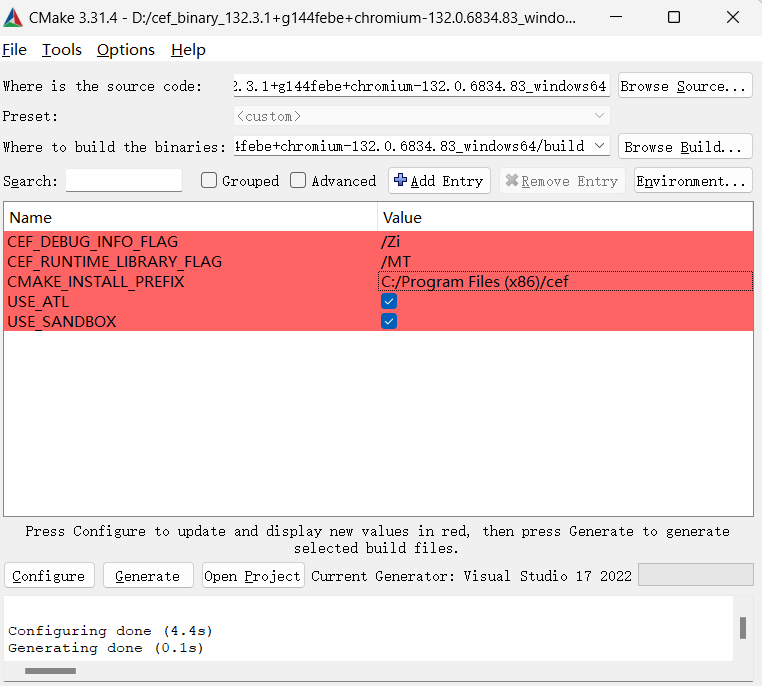 CMake 3.31.4 - D:/cef_binary_132.3.1+g144febe+chromium-132.0.6834.83_windo...
File Tools Options Help
Where is the source code: 2.3.1+g144febe+chromium-132.0.6834.83_windows64 Browse Source...
Preset: <custom>
Where to build the binaries: 4febe+chromium-132.0.6834.83_windows64/build Browse Build...
Search: Grouped Advanced Add Entry Remove Entry Environment...
Name Value
CEF_DEBUG_INFO_FLAG /Zi
CEF_RUNTIME_LIBRARY_FLAG /MT
CMAKE_INSTALL_PREFIX C:/Program Files (x86)/cef
USE_ATL
USE_SANDBOX
Press Configure to update and display new values in red, then press Generate to generate
selected build files.
Configure Generate Open Project Current Generator: Visual Studio 17 2022
Configuring done (4.4s)
Generating done (0.1s)